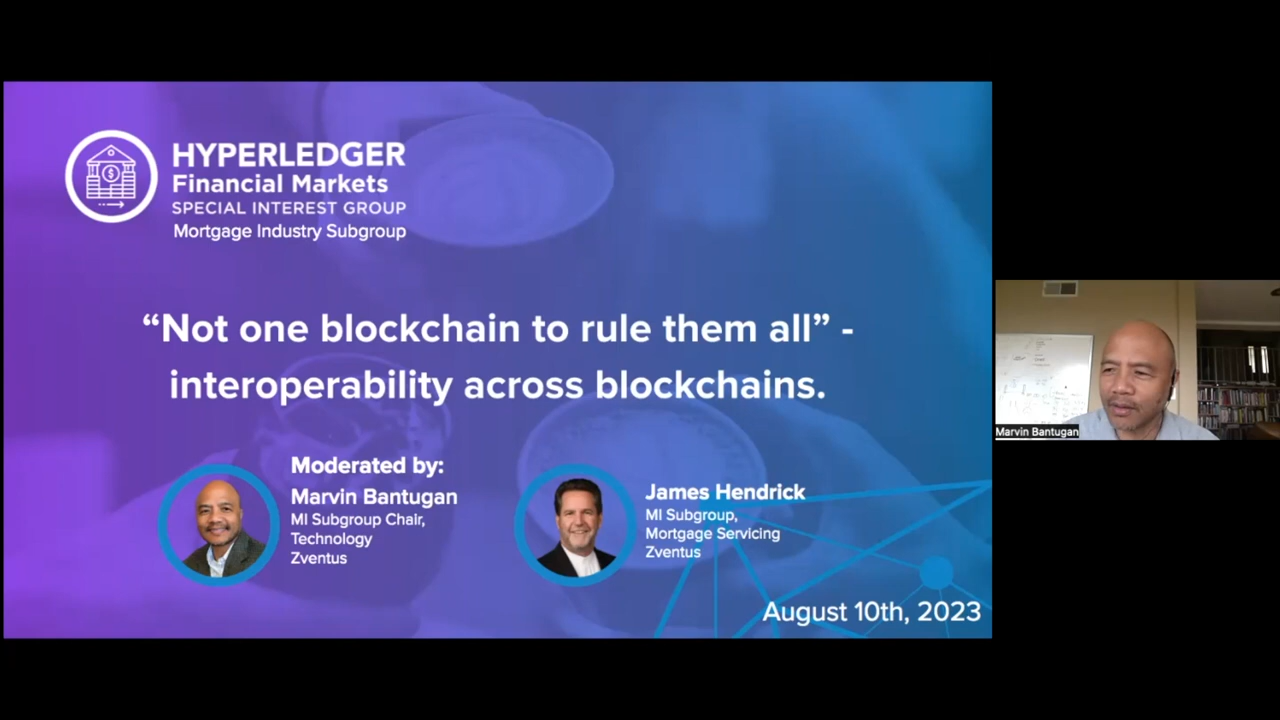 HYPERLEDGER
Financial Markets
SPECIAL INTEREST GROUP
Mortgage Industry Subgroup
“Not one blockchain to rule them all” -
interoperability across blockchains.
Moderated by:
Marvin Bantugan
MI Subgroup Chair,
Technology
Zventus
James Hendrick
MI Subgroup,
Mortgage Servicing
Zventus
August 10th, 2023
Marvin Bantugan